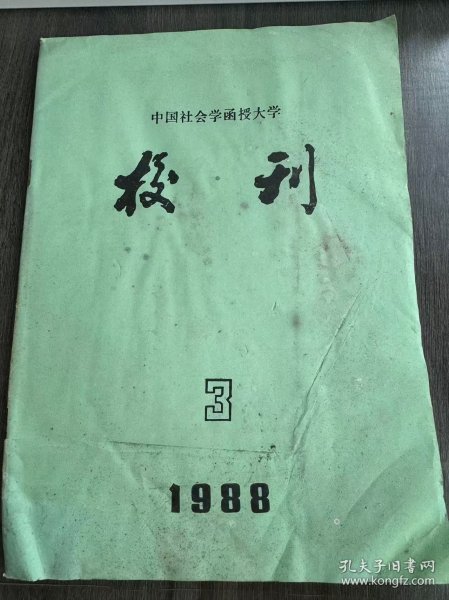 中国社会学函授大学
校刊
3
1988
孔夫子旧书网
www.kongfz.com